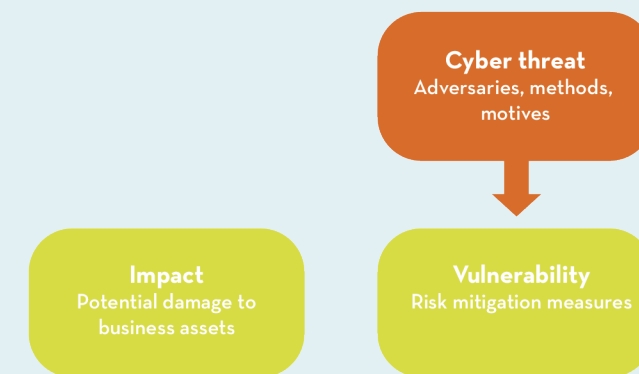 Cyber threat
Adversaries, methods,
motives
Impact
Potential damage to
business assets
Vulnerability
Risk mitigation measures